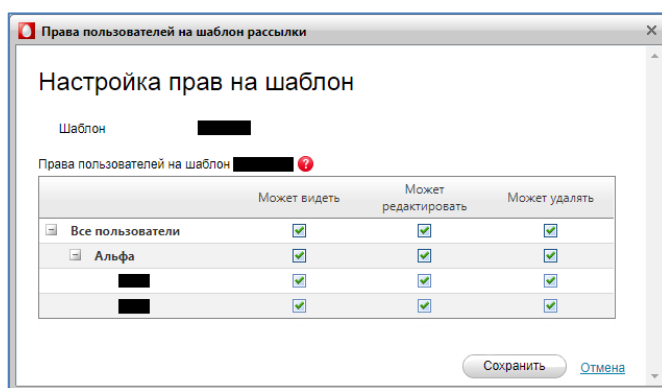 Права пользователей на шаблон рассылки
Настройка прав на шаблон
Шаблон
Права пользователей на шаблон ?
Может видеть Может редактировать Может удалять
Все пользователи
Альфа
Сохранить Отмена